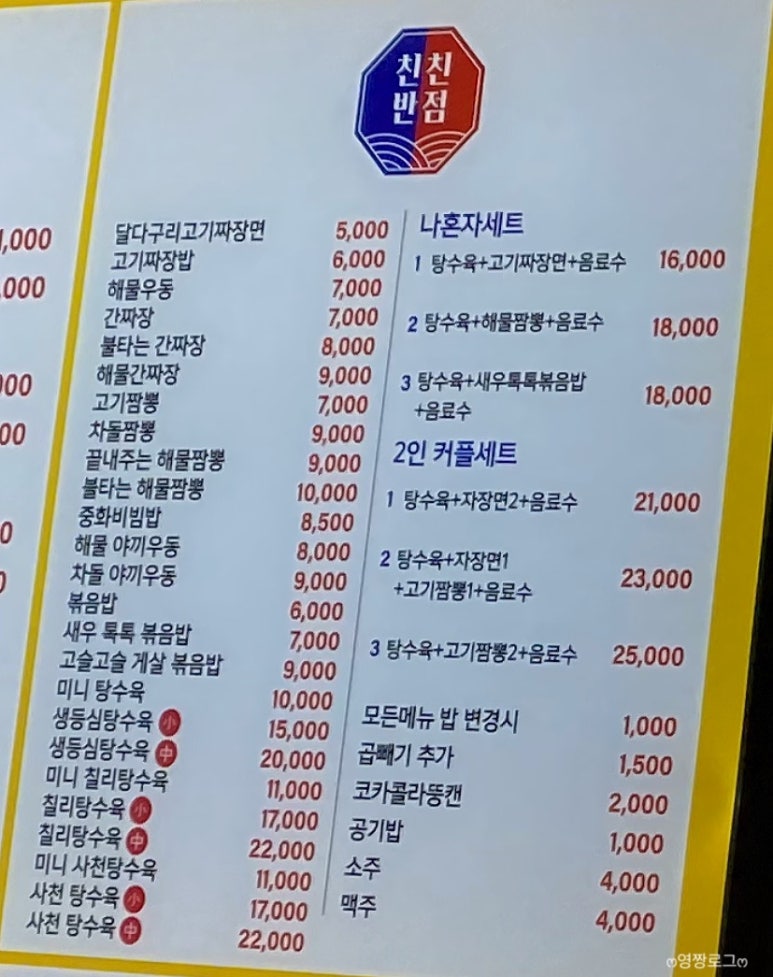 ,000
,000
000
00
0
친친
반점
달다구리고기짜장면 5,000
고기짜장밥 6,000
해물우동 7,000
간짜장 7,000
불타는 간짜장 8,000
해물간짜장 9,000
고기짬뽕 7,000
차돌짬뽕 9,000
끝내주는 해물짬뽕 9,000
불타는 해물짬뽕 10,000
중화비빔밥 8,500
해물 야끼우동 8,000
차돌 야끼우동 9,000
볶음밥 6,000
새우 톡톡 볶음밥 7,000
고슬고슬 게살 볶음밥 9,000
미니 탕수육 10,000
생등심탕수육 小 15,000
생등심탕수육 中 20,000
미니 칠리탕수육 11,000
칠리탕수육 小 17,000
칠리탕수육 中 22,000
미니 사천탕수육 11,000
사천 탕수육 小 17,000
사천 탕수육 中 22,000
나혼자세트
1 탕수육+고기짜장면+음료수 16,000
2 탕수육+해물짬뽕+음료수 18,000
3 탕수육+새우톡톡볶음밥 18,000
+음료수
2인 커플세트
1 탕수육+자장면2+음료수 21,000
2 탕수육+자장면1 23,000
+고기짬뽕1+음료수
3 탕수육+고기짬뽕2+음료수 25,000
모든메뉴 밥 변경시 1,000
곱빼기 추가 1,500
코카콜라뚱캔 2,000
공기밥 1,000
소주 4,000
맥주 4,000
ო영짱로그ო